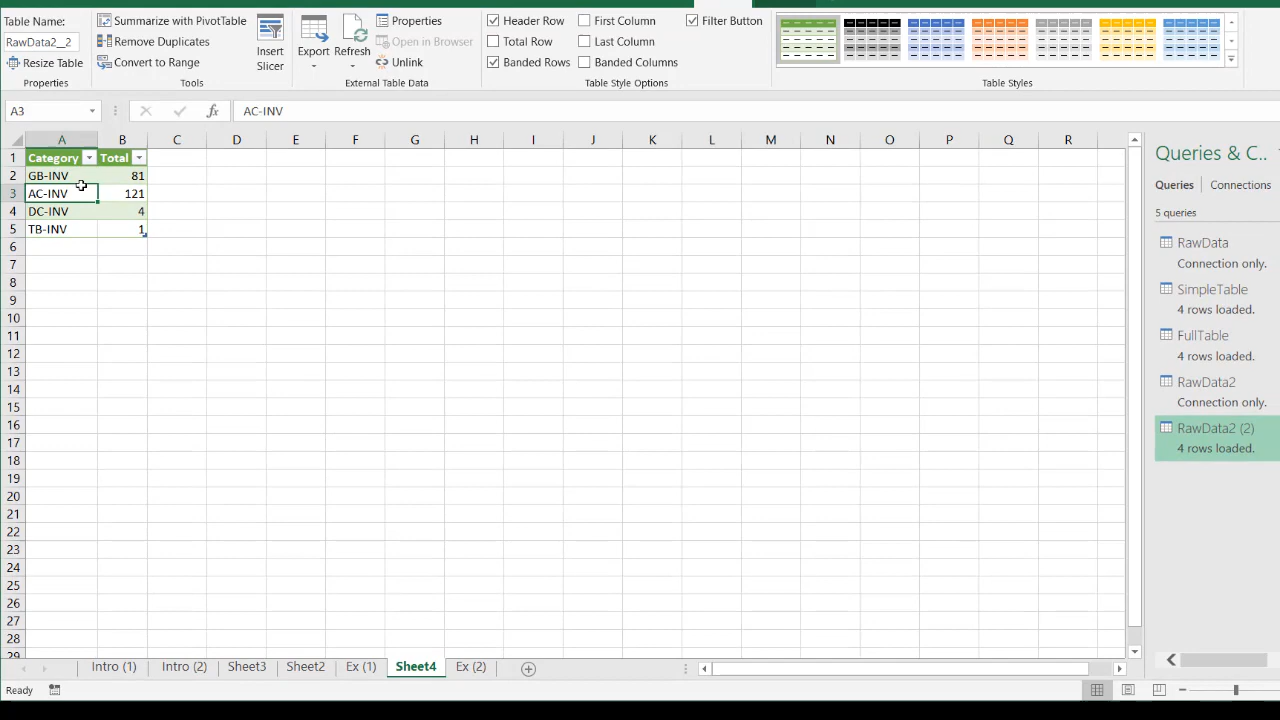 Table Name:
RawData2__2
Resize Table
Properties
Summarize with PivotTable
Remove Duplicates
Convert to Range
Tools
Insert
Slicer
Export
Refresh
Properties
Open in Browser
Unlink
External Table Data
Header Row
Total Row
Banded Rows
First Column
Last Column
Banded Columns
Filter Button
Table Style Options
Table Styles
A3
fx
AC-INV
A B C D E F G H I J K L M N O P Q R
1 Category Total
2 GB-INV 81
3 AC-INV 121
4 DC-INV 4
5 TB-INV 1
6
7
8
9
10
11
12
13
14
15
16
17
18
19
20
21
22
23
24
25
26
27
28
29
Queries & C..
Queries Connections
5 queries
RawData
Connection only.
SimpleTable
4 rows loaded.
FullTable
4 rows loaded.
RawData2
Connection only.
RawData2 (2)
4 rows loaded.
Intro (1) Intro (2) Sheet3 Sheet2 Ex (1) Sheet4 Ex (2)
Ready